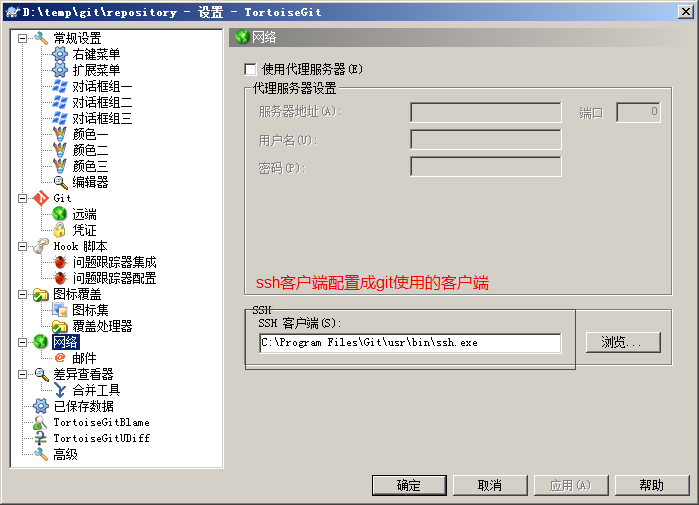 D:\temp\git\repository - 设置 - TortoiseGit
常规设置
右键菜单
扩展菜单
对话框组一
对话框组二
对话框组三
颜色一
颜色二
颜色三
编辑器
Git
远端
凭证
Hook 脚本
问题跟踪器集成
问题跟踪器配置
图标覆盖
图标集
覆盖处理器
网络
邮件
差异查看器
合并工具
已保存数据
TortoiseGitBlame
TortoiseGitUDiff
高级
网络
使用代理服务器(E)
代理服务器设置
服务器地址(A):
端口
0
用户名(U):
密码(P):
ssh客户端配置成git使用的客户端
SSH
SSH 客户端(S):
C:\Program Files\Git\usr\bin\ssh.exe
浏览...
确定
取消
应用(A)
帮助